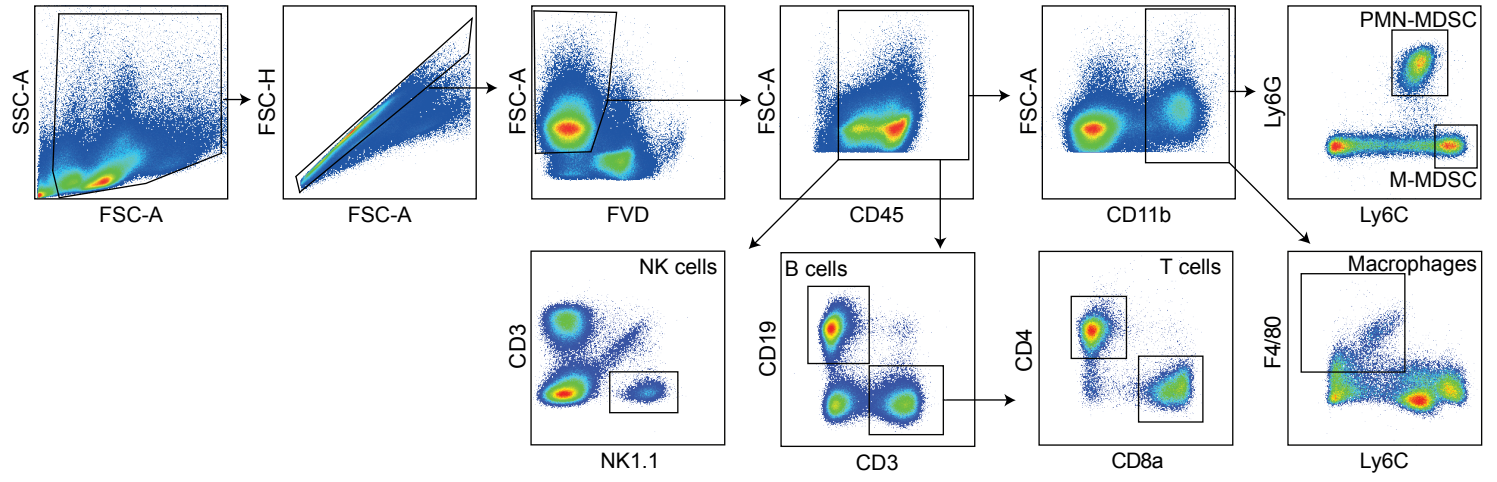 SSC-A
FSC-A
FSC-H
FSC-A
FSC-A
FVD
FSC-A
CD45
FSC-A
CD11b
PMN-MDSC
Ly6G
M-MDSC
Ly6C
NK cells
CD3
NK1.1
B cells
CD19
CD3
T cells
CD4
CD8a
Macrophages
F4/80
Ly6C